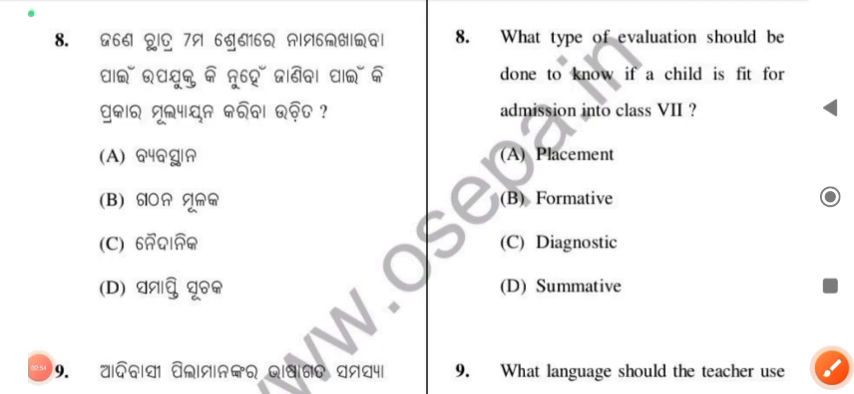 8. ଜଣେ ଛାତ୍ର 7ମ ଶ୍ରେଣୀରେ ନାମଲେଖାଇବା
ପାଇଁ ଉପଯୁକ୍ତ କି ନୁହେଁ ଜାଣିବା ପାଇଁ କି
ପ୍ରକାର ମୂଲ୍ୟାୟନ କରିବା ଉଚିତ ?
(A) ବ୍ୟବସ୍ଥାନ
(B) ଗଠନ ମୂଳକ
(C) ନୈଦାନିକ
(D) ସମାପ୍ତି ସୂଚକ
9. ଆଦିବାସୀ ପିଲାମାନଙ୍କର ଭାଷାଗତ ସମସ୍ୟା
8. What type of evaluation should be
done to know if a child is fit for
admission into class VII ?
(A) Placement
(B) Formative
(C) Diagnostic
(D) Summative
9. What language should the teacher use
www.osepa.in